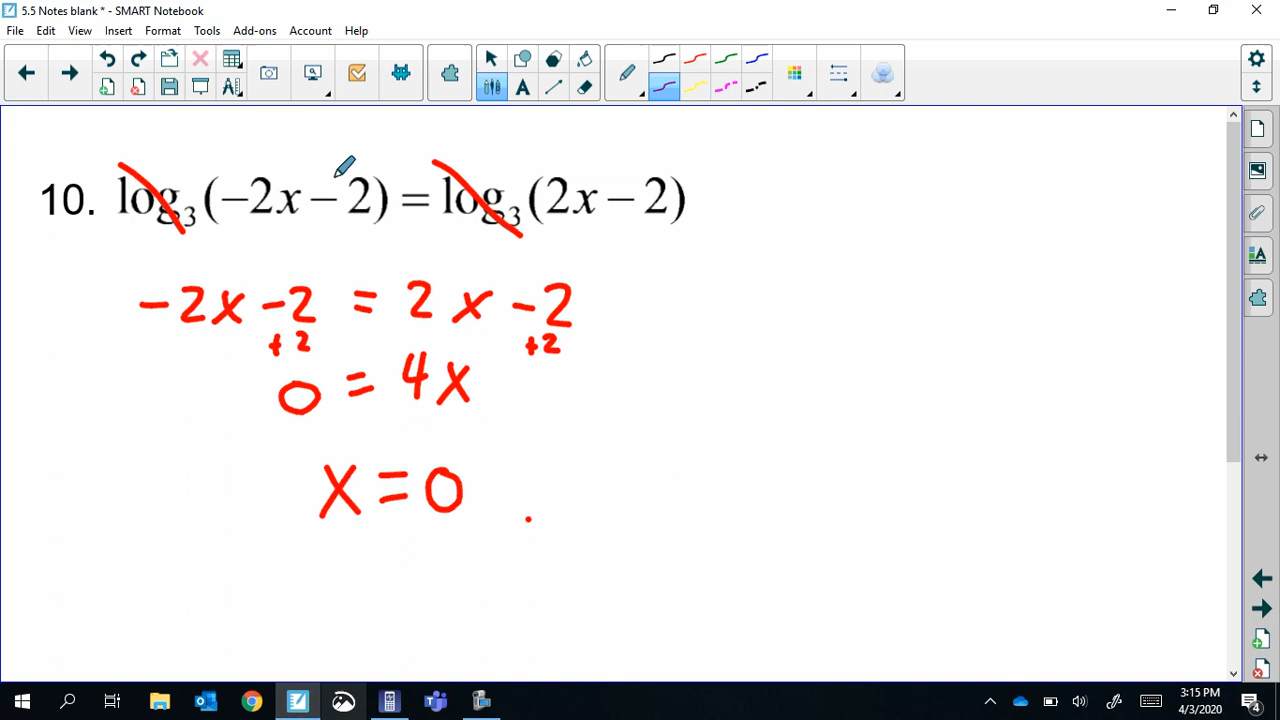 5.5 Notes blank * - SMART Notebook
File Edit View Insert Format Tools Add-ons Account Help
10. log₃(−2x − 2) = log₃(2x − 2)
-2x -2 = 2x -2
+2 +2
0 = 4x
x = 0 .
3:15 PM
4/3/2020
4